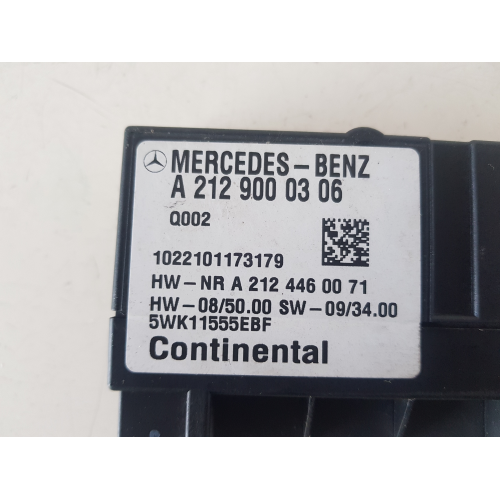 MERCEDES-BENZ
A 212 900 03 06
Q002
1022101173179
HW-NR A 212 446 00 71
HW-08/50.00 SW-09/34.00
5WK11555EBF
Continental